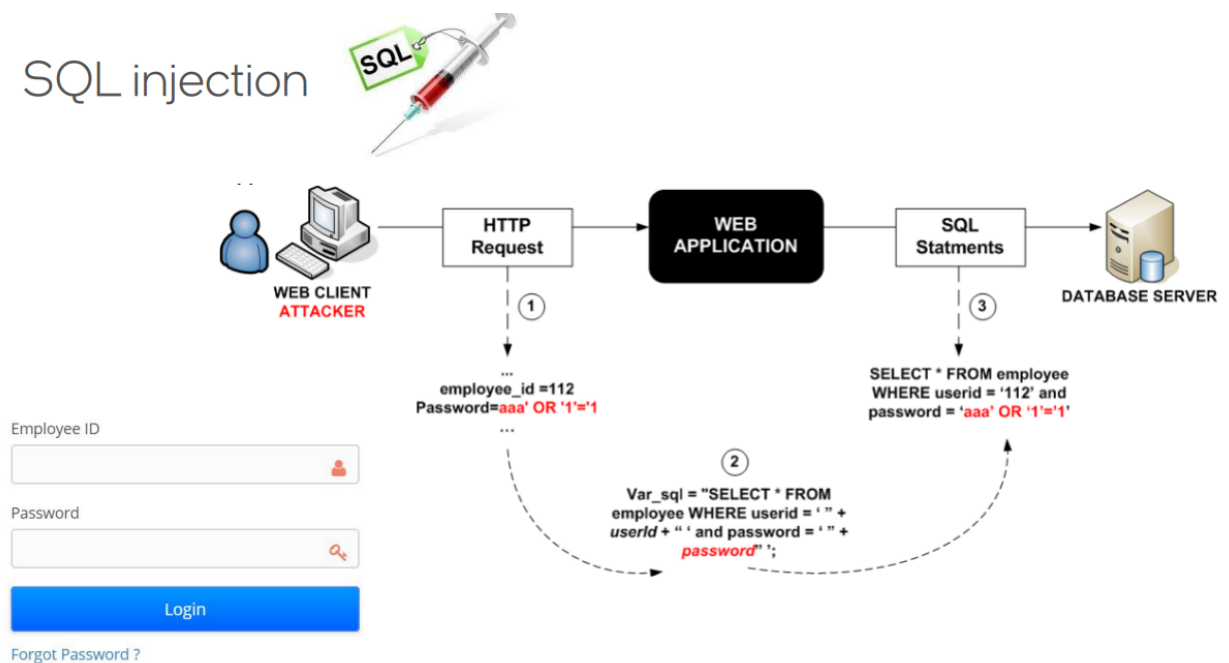 SQL injection
SQL
HTTP
Request
WEB
APPLICATION
SQL
Statments
WEB CLIENT
ATTACKER
DATABASE SERVER
1
3
...
employee_id =112
Password=aaa' OR '1'='1
...
SELECT * FROM employee
WHERE userid = ‘112’ and
password = ‘aaa’ OR ‘1’=‘1’
2
Var_sql = "SELECT * FROM
employee WHERE userid = ‘ ” +
userId + “ ‘ and password = ‘ ” +
password” ’;
Employee ID
Password
Login
Forgot Password ?